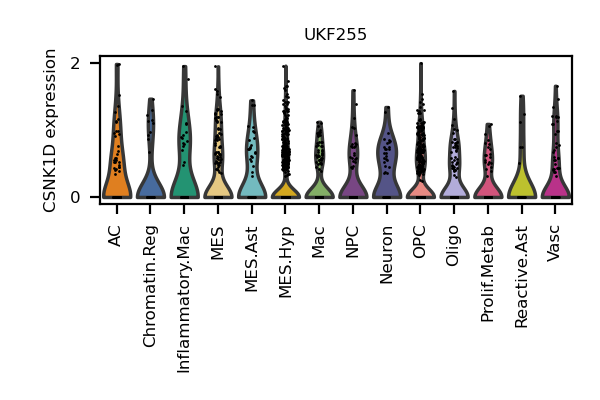 UKF255
CSNK1D expression
2
0
AC
Chromatin.Reg
Inflammatory.Mac
MES
MES.Ast
MES.Hyp
Mac
NPC
Neuron
OPC
Oligo
Prolif.Metab
Reactive.Ast
Vasc